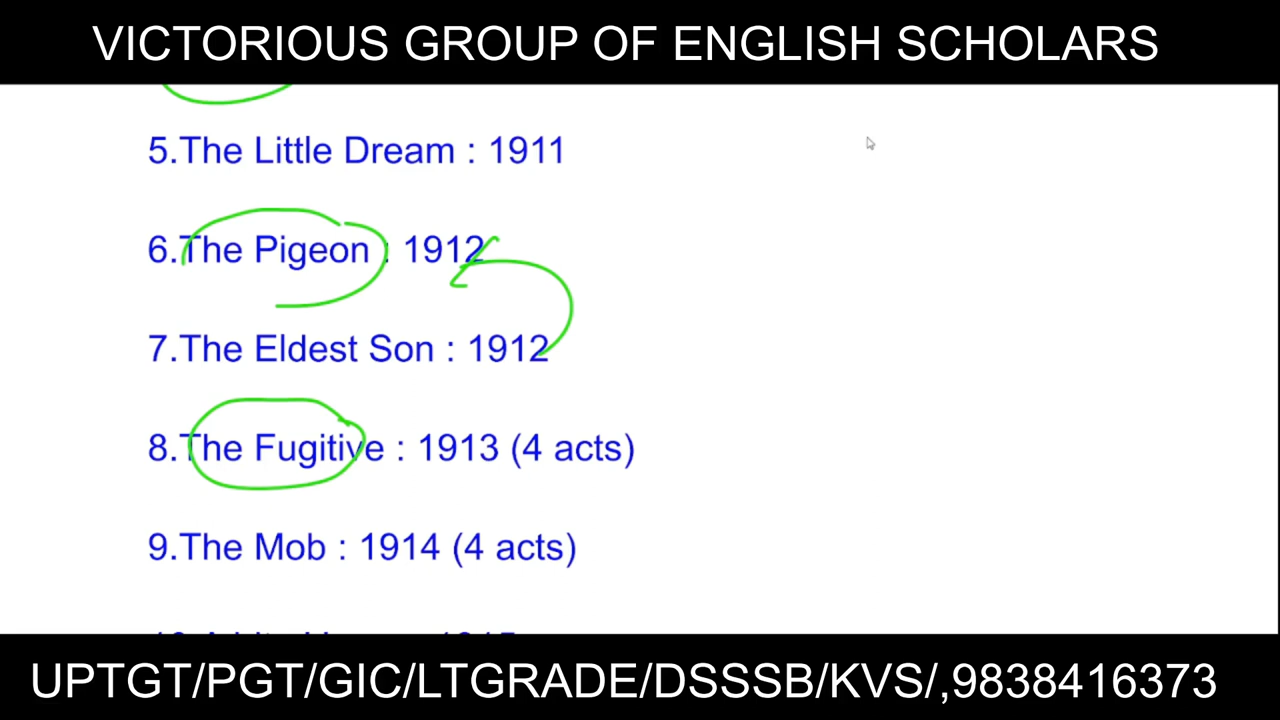 VICTORIOUS GROUP OF ENGLISH SCHOLARS
5.The Little Dream : 1911
6.The Pigeon : 1912
7.The Eldest Son : 1912
8.The Fugitive : 1913 (4 acts)
9.The Mob : 1914 (4 acts)
UPTGT/PGT/GIC/LTGRADE/DSSSB/KVS/,9838416373